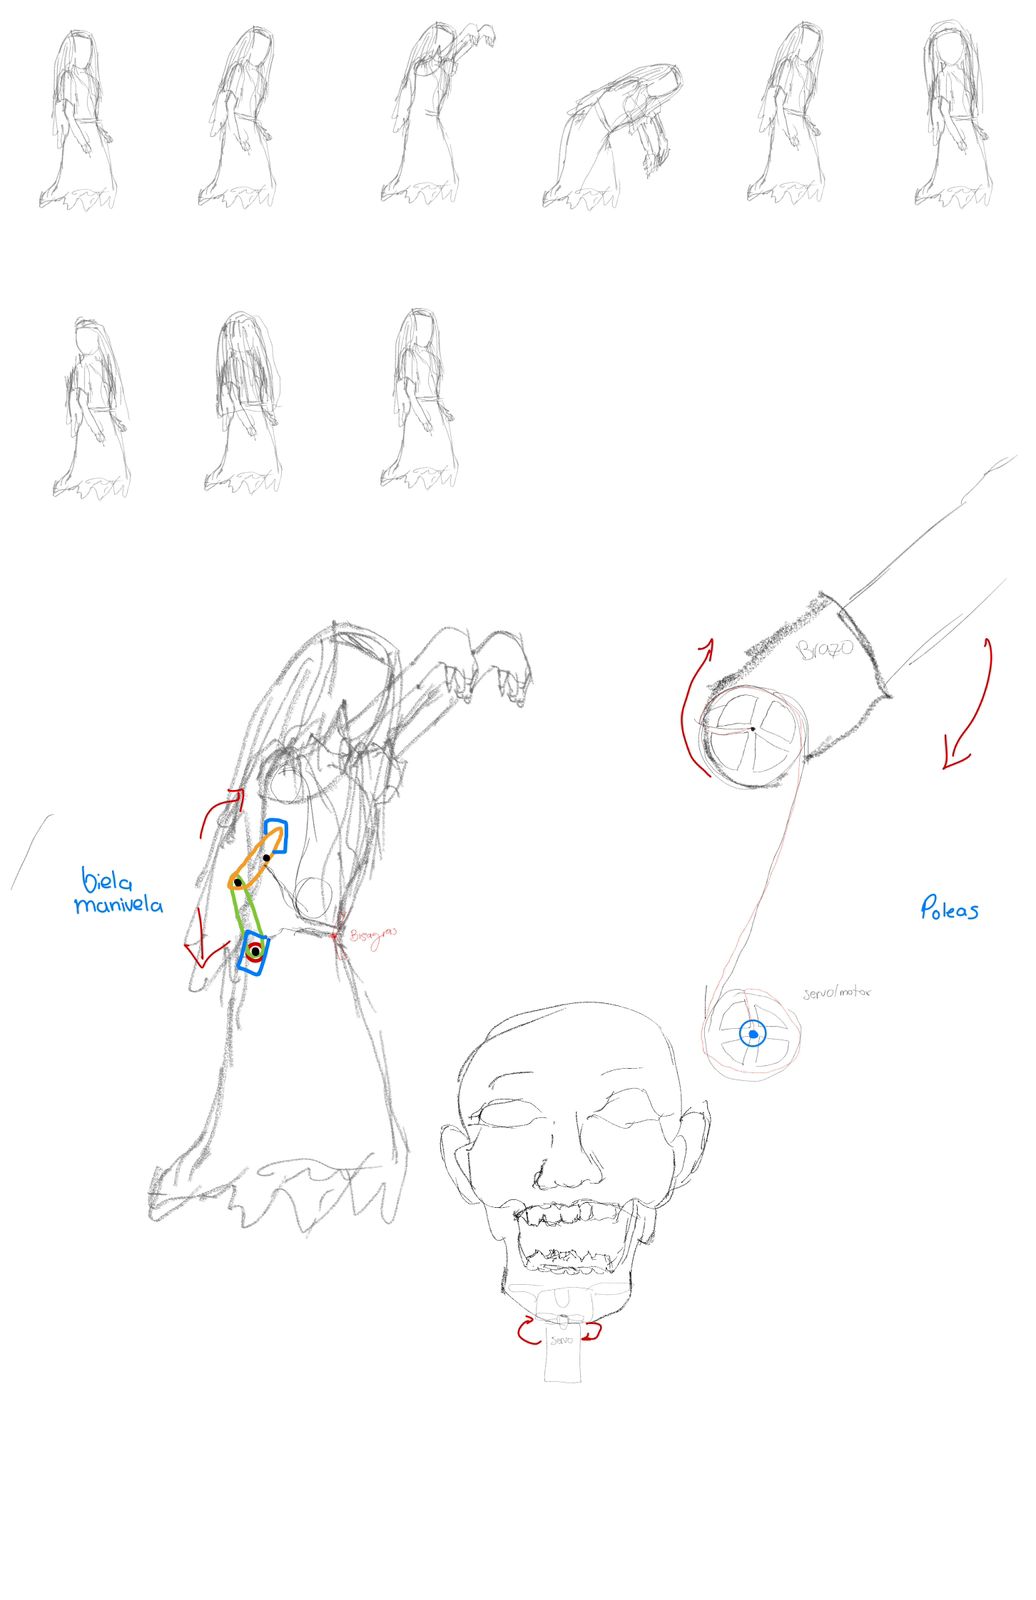 Brazo
biela
manivela
Bisagras
Poleas
servo/motor
servo